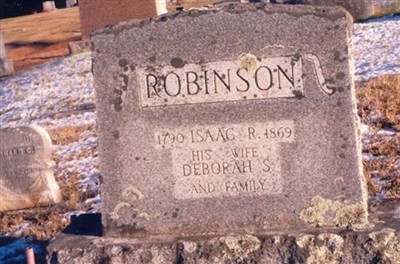 ROBINSON
1790 ISAAC R. 1869
HIS WIFE
DEBORAH S.
AND FAMILY